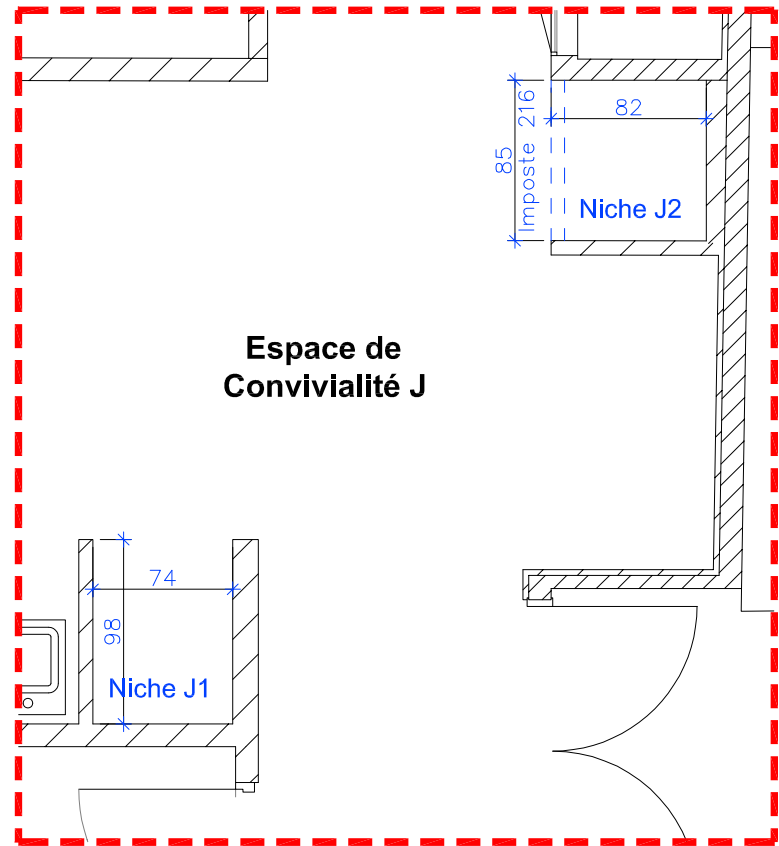 82
85
Imposte 216
Niche J2
Espace de
Convivialité J
74
98
Niche J1